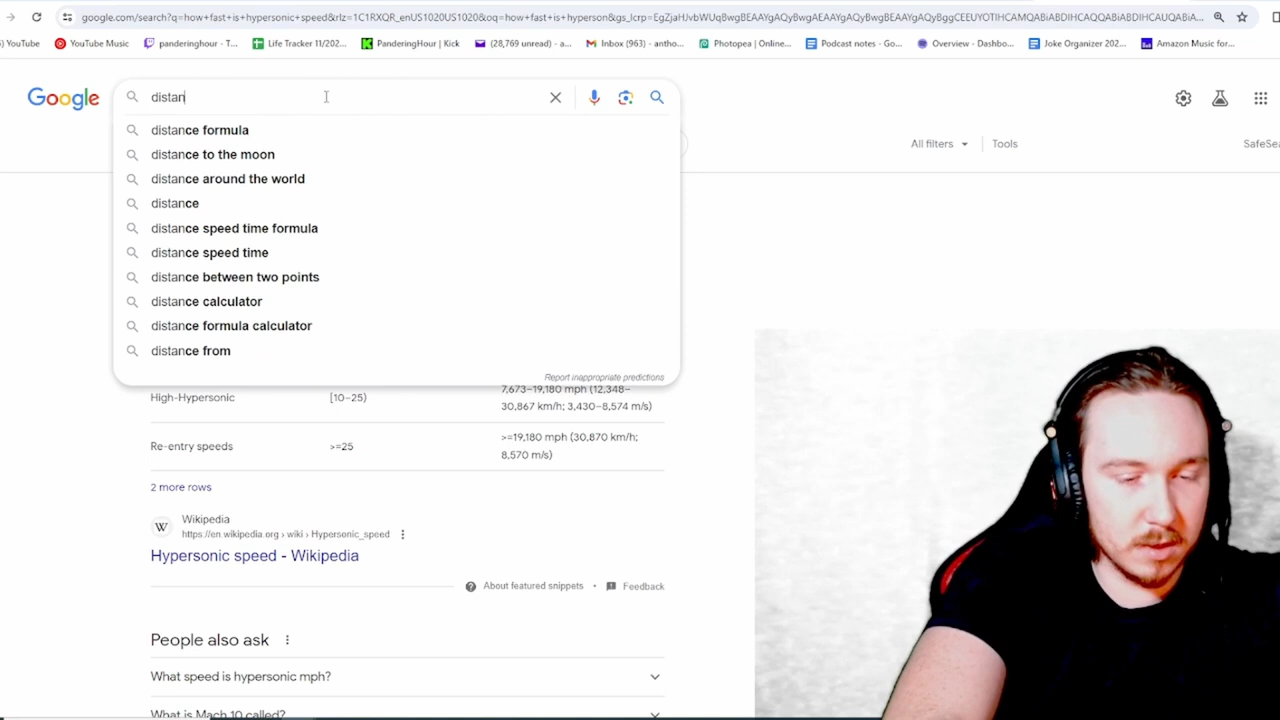 google.com/search?q=how+fast+is+hypersonic+speed&rlz=1C1RXQR_enUS1020US1020&oq=how+fast+is+hyperson&gs_lcrp=
YouTube YouTube Music panderinghour - T... Life Tracker 11/202... PanderingHour | Kick (28,769 unread) - a... Inbox (963) - antho... Photopea | Online... Podcast notes - Go... Overview - Dashbo... Joke Organizer 202... Amazon Music for...
Google distan
distance formula
distance to the moon
All filters Tools SafeSea
distance around the world
distance
distance speed time formula
distance speed time
distance between two points
distance calculator
distance formula calculator
distance from
Report inappropriate predictions
High-Hypersonic [10–25) 7,673–19,180 mph (12,348–
30,867 km/h; 3,430–8,574 m/s)
Re-entry speeds >=25 >=19,180 mph (30,870 km/h;
8,570 m/s)
2 more rows
W Wikipedia
https://en.wikipedia.org › wiki › Hypersonic_speed
Hypersonic speed - Wikipedia
About featured snippets • Feedback
People also ask
What speed is hypersonic mph?
What is Mach 10 called?